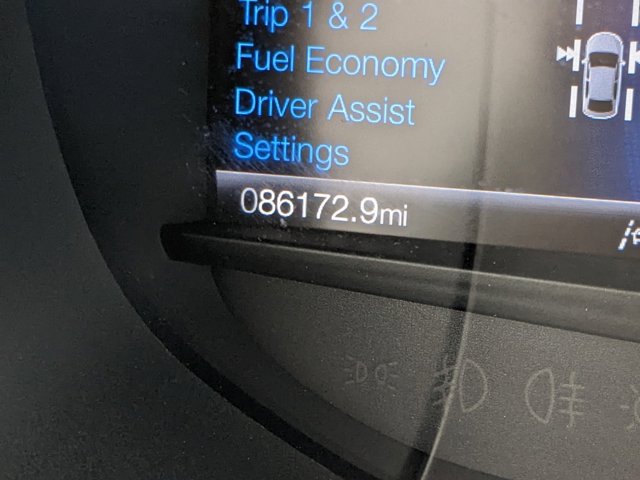 Trip 1 & 2
Fuel Economy
Driver Assist
Settings
086172.9mi